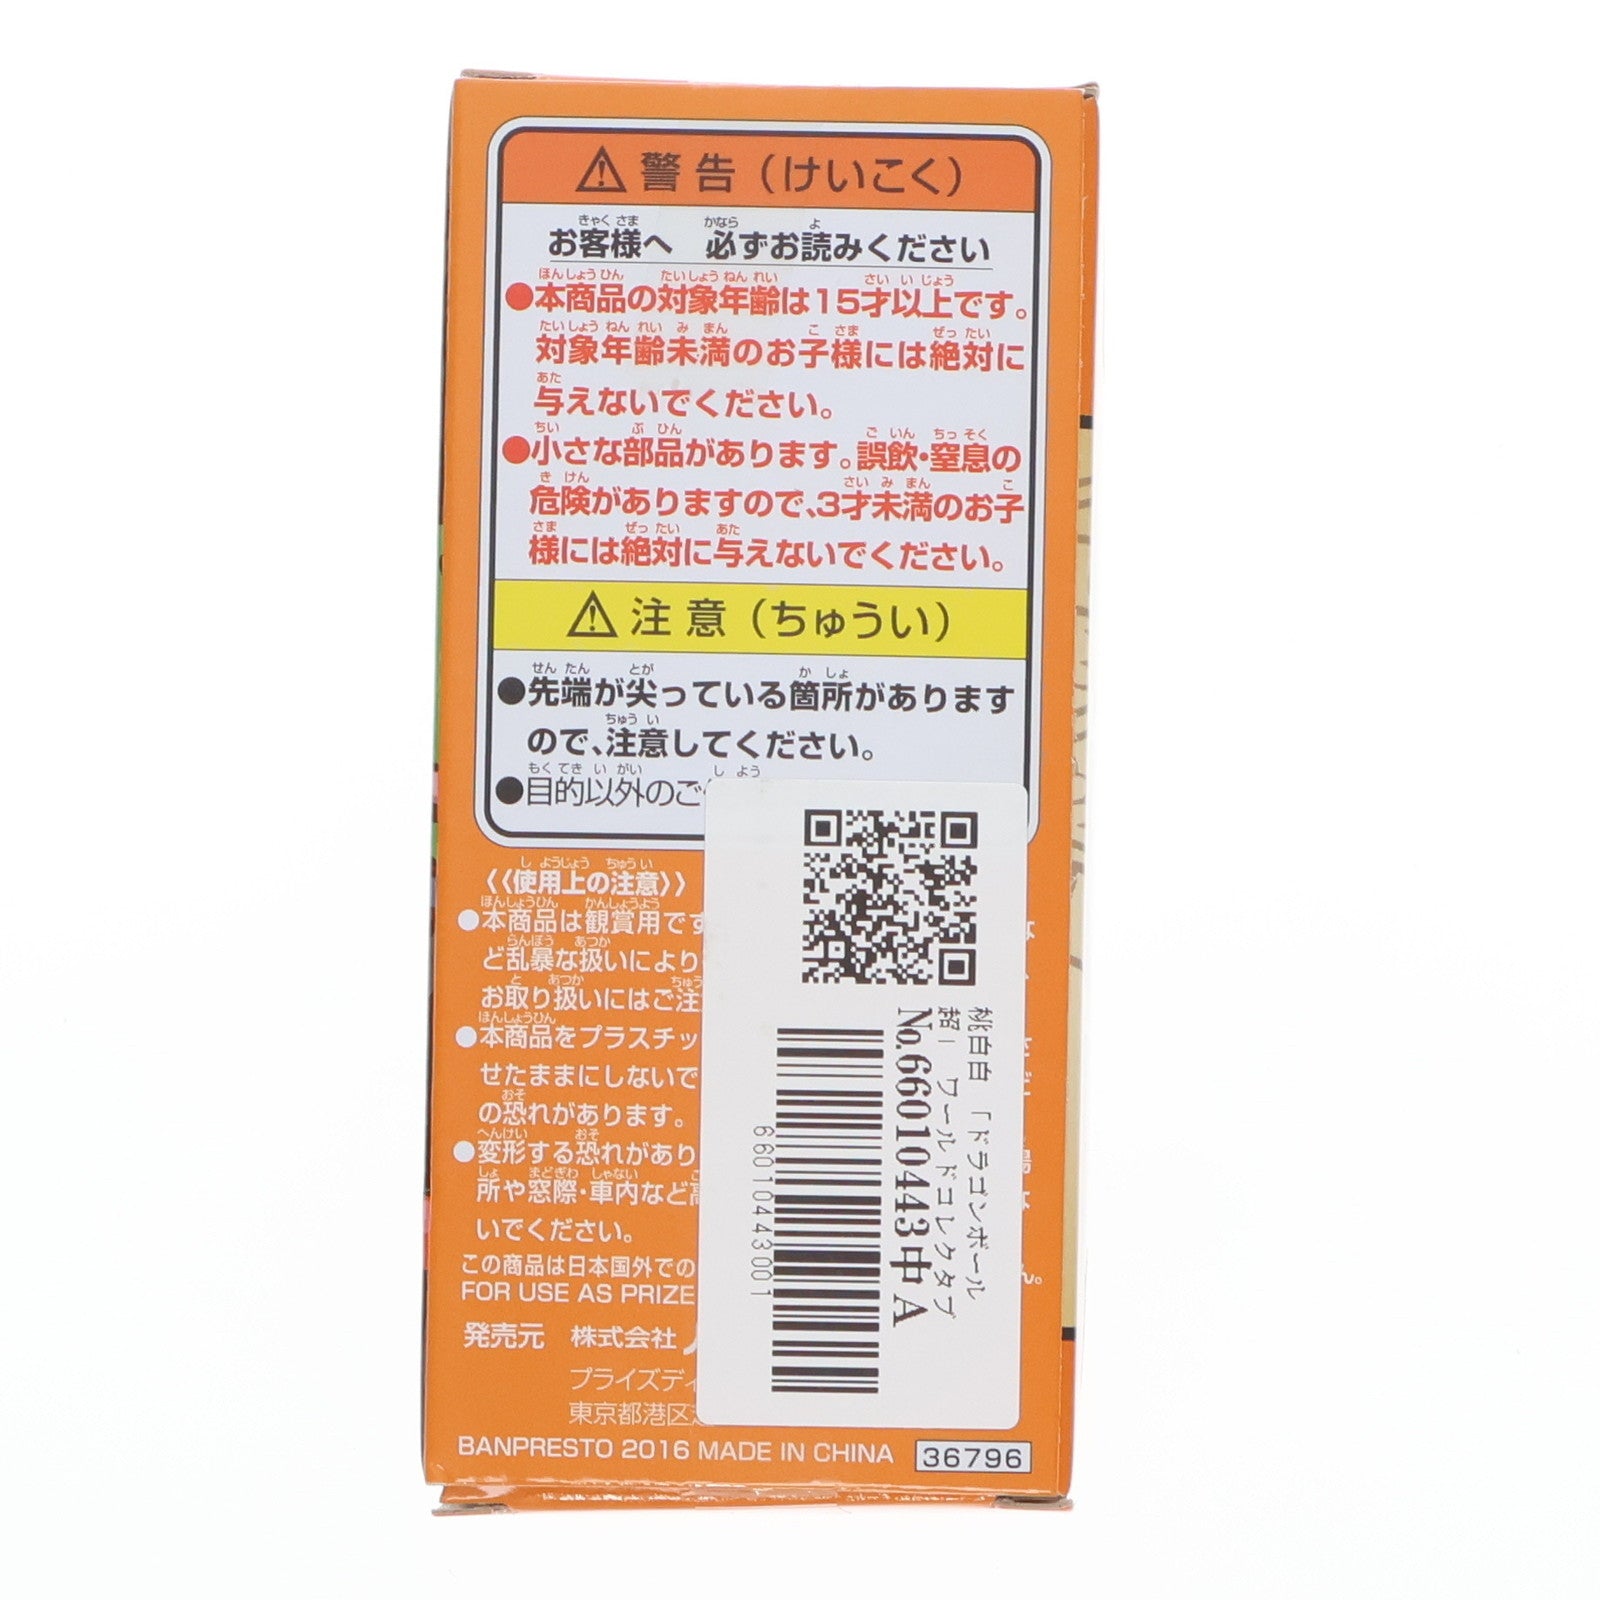 警告（けいこく）
お客様へ 必ずお読みください
●本商品の対象年齢は15才以上です。
対象年齢未満のお子様には絶対に
与えないでください。
●小さな部品があります。誤飲・窒息の
危険がありますので、3才未満のお子
様には絶対に与えないでください。
注意（ちゅうい）
●先端が尖っている箇所があります
ので、注意してください。
●目的以外のご
《使用上の注意》
●本商品は観賞用です
ど乱暴な扱いにより
お取り扱いにはご注
●本商品をプラスチッ
せたままにしないで
の恐れがあります。
●変形する恐れがあり
所や窓際・車内など高
いでください。
この商品は日本国外での
ん。
FOR USE AS PRIZE
発売元 株式会社
プライズディ
東京都港区
BANPRESTO 2016 MADE IN CHINA 36796
桃白白 「ドラゴンボール
超」 ワールドコレクタブ
No.66010443中 A
66010443001